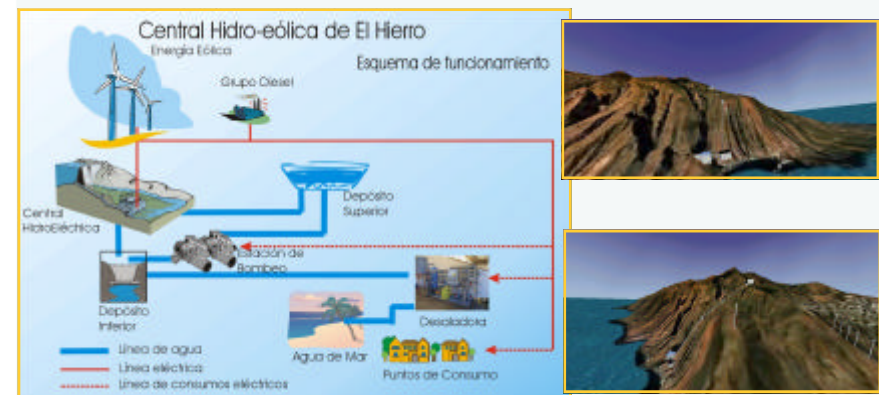 Central Hidro-eólica de El Hierro
Energía Eólica
Esquema de funcionamiento
Grupo Diesel
Depósito
Superior
Central
HidroEléctrica
Estación de
Bombeo
Depósito
Inferior
Desaladora
Agua de Mar
Puntos de Consumo
Línea de agua
Línea eléctrica
Línea de consumos eléctricos